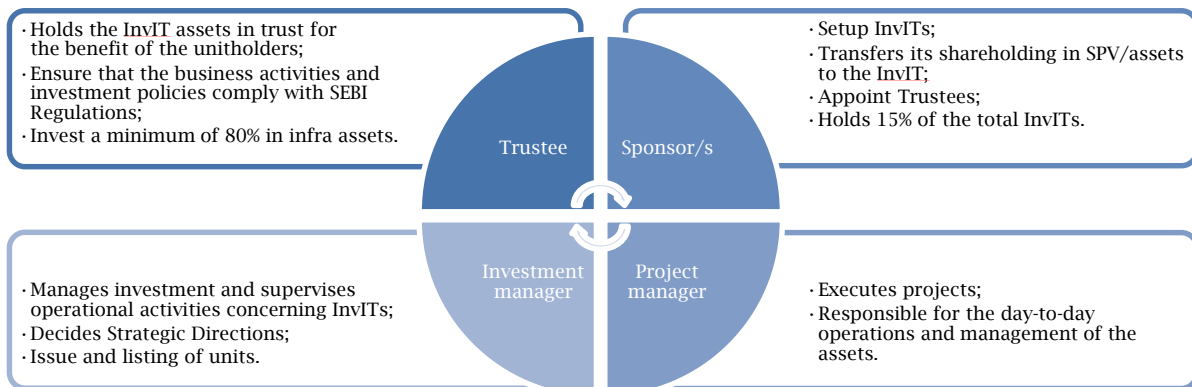 · Holds the InvIT assets in trust for
the benefit of the unitholders;
· Ensure that the business activities and
investment policies comply with SEBI
Regulations;
· Invest a minimum of 80% in infra assets.
Trustee
Sponsor/s
· Setup InvITs;
· Transfers its shareholding in SPV/assets
to the InvIT;
· Appoint Trustees;
· Holds 15% of the total InvITs.
· Manages investment and supervises
operational activities concerning InvITs;
· Decides Strategic Directions;
· Issue and listing of units.
Investment
manager
Project
manager
· Executes projects;
· Responsible for the day-to-day
operations and management of the
assets.